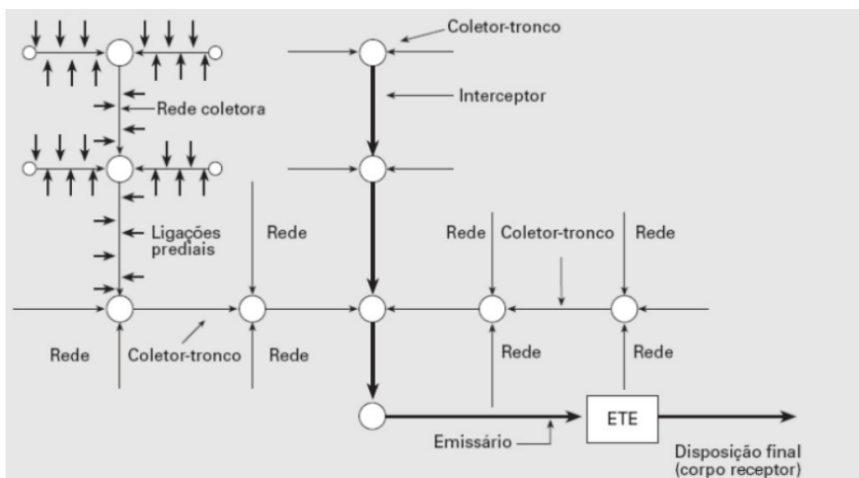 Coletor-tronco
Interceptor
Rede coletora
Ligações
prediais
Rede
Rede
Coletor-tronco
Rede
Rede
Coletor-tronco
Rede
Rede
Rede
ETE
Emissário
Disposição final
(corpo receptor)